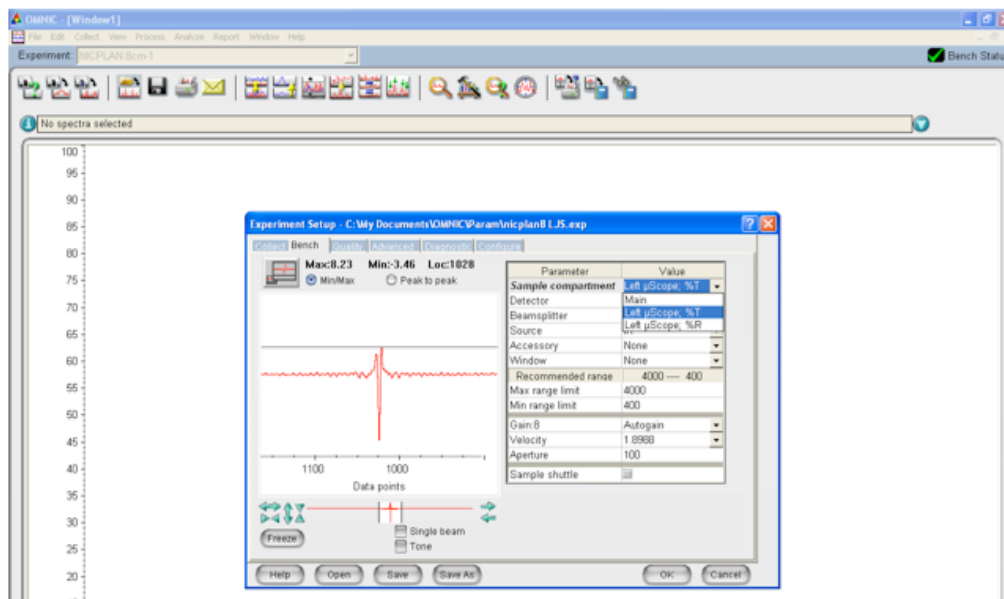 OMNIC - [Window1]
File Edit Collect View Process Analyze Report Window Help
Experiment: NICPLAN 8cm-1
Bench Statu
No spectra selected
100
95
90
85
80
75
70
65
60
55
50
45
40
35
30
25
20
Experiment Setup - C:\My Documents\OMNIC\Param\nicplan8 LJS.exp
Collect Bench Quality Advanced Diagnostic Configure
Max:8.23 Min:-3.46 Loc:1028
Min/Max Peak to peak
1100 1000
Data points
Single beam
Tone
Freeze
Parameter Value
Sample compartment Left µScope; %T
Main
Left µScope; %T
Left µScope; %R
Detector
Beamsplitter
Source
Accessory None
Window None
Recommended range 4000 ---- 400
Max range limit 4000
Min range limit 400
Gain:8 Autogain
Velocity 1.8988
Aperture 100
Sample shuttle
Help Open Save Save As OK Cancel